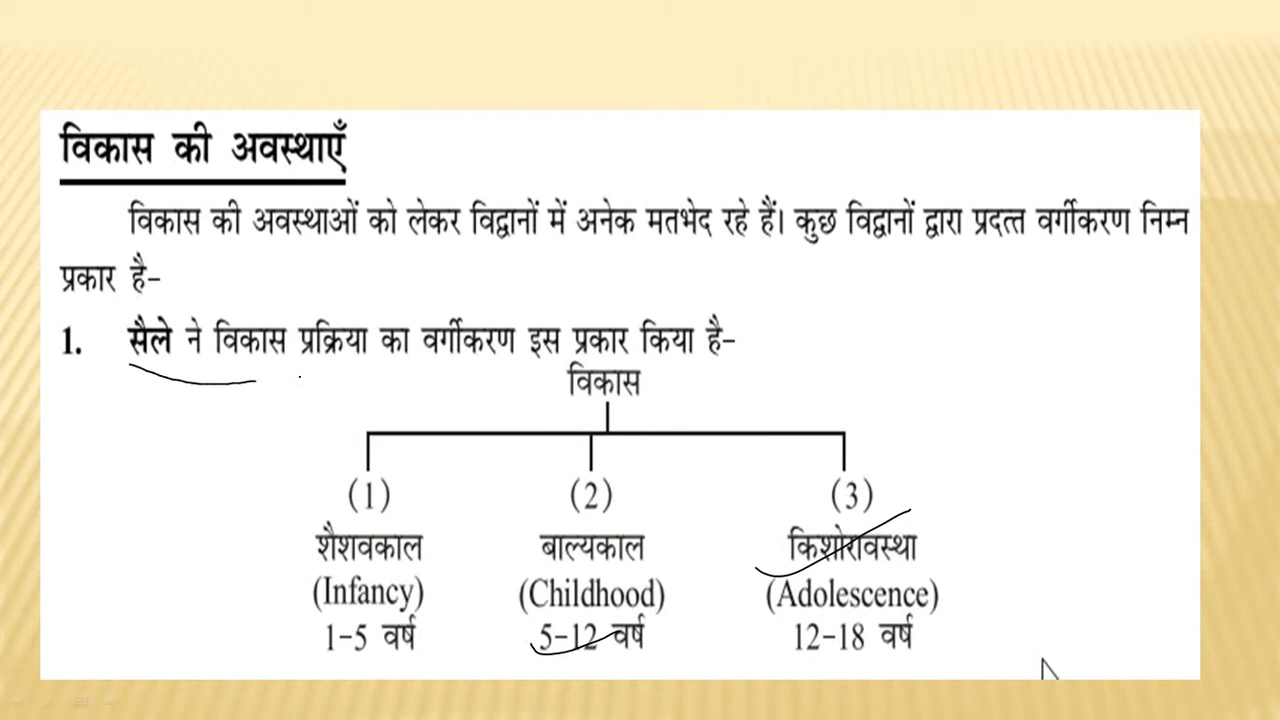 विकास की अवस्थाएँ
विकास की अवस्थाओं को लेकर विद्वानों में अनेक मतभेद रहे हैं। कुछ विद्वानों द्वारा प्रदत्त वर्गीकरण निम्न
प्रकार है-
1. सैले ने विकास प्रक्रिया का वर्गीकरण इस प्रकार किया है-
विकास
(1) (2) (3)
शैशवकाल बाल्यकाल किशोरावस्था
(Infancy) (Childhood) (Adolescence)
1-5 वर्ष 5-12 वर्ष 12-18 वर्ष